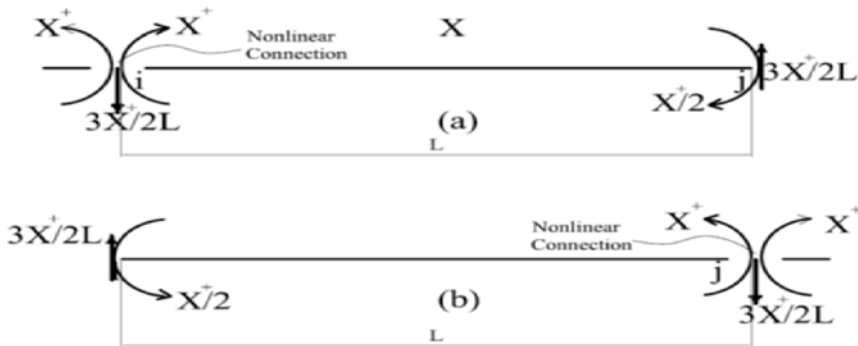 X⁺ X⁺ Nonlinear Connection X
i j 3X⁺/2L
3X⁺/2L (a) X⁺/2
L
3X⁺/2L Nonlinear Connection X⁺ X⁺
j
X⁺/2 (b) 3X⁺/2L
L